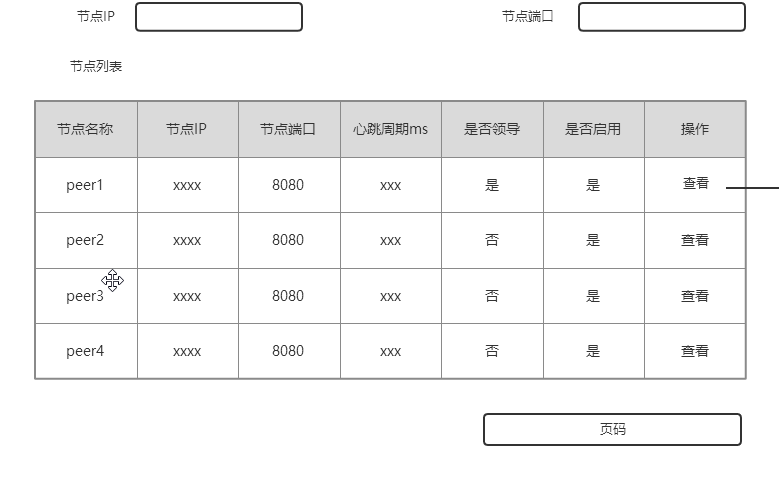 节点IP 节点端口
节点列表
节点名称 节点IP 节点端口 心跳周期ms 是否领导 是否启用 操作
peer1 xxxx 8080 xxx 是 是 查看
peer2 xxxx 8080 xxx 否 是 查看
peer3 xxxx 8080 xxx 否 是 查看
peer4 xxxx 8080 xxx 否 是 查看
页码